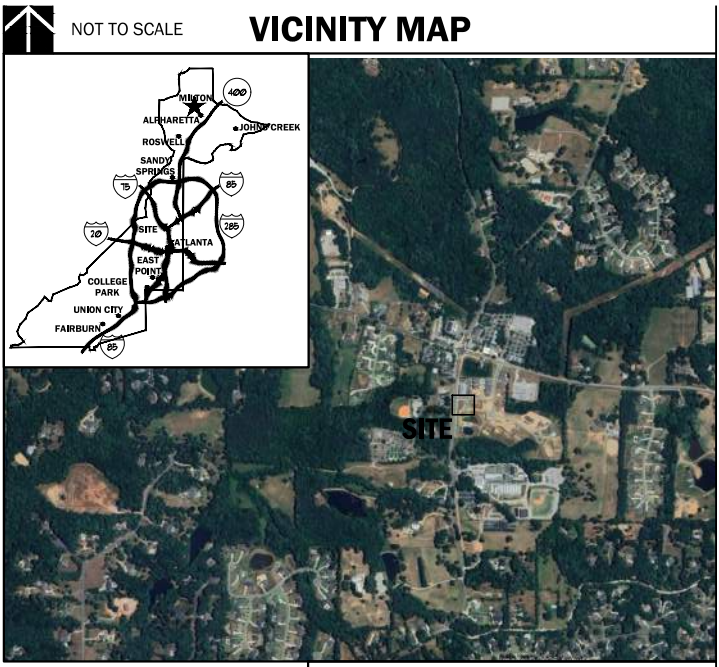 NOT TO SCALE
VICINITY MAP
MILTON
400
ALPHARETTA
JOHNS CREEK
ROSWELL
SANDY
SPRINGS
75
85
SITE
285
20
ATLANTA
EAST
POINT
COLLEGE
PARK
UNION CITY
FAIRBURN
85
SITE